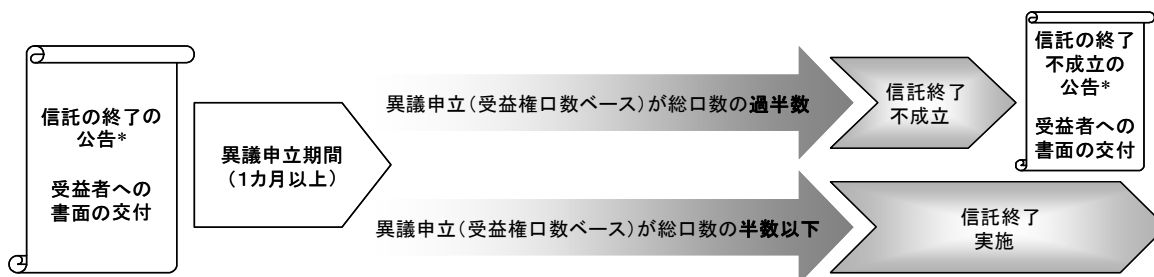 信託の終了の
公告*
受益者への
書面の交付
異議申立期間
（1カ月以上）
異議申立（受益権口数ベース）が総口数の過半数
信託終了
不成立
信託の終了
不成立の
公告*
受益者への
書面の交付
異議申立（受益権口数ベース）が総口数の半数以下
信託終了
実施